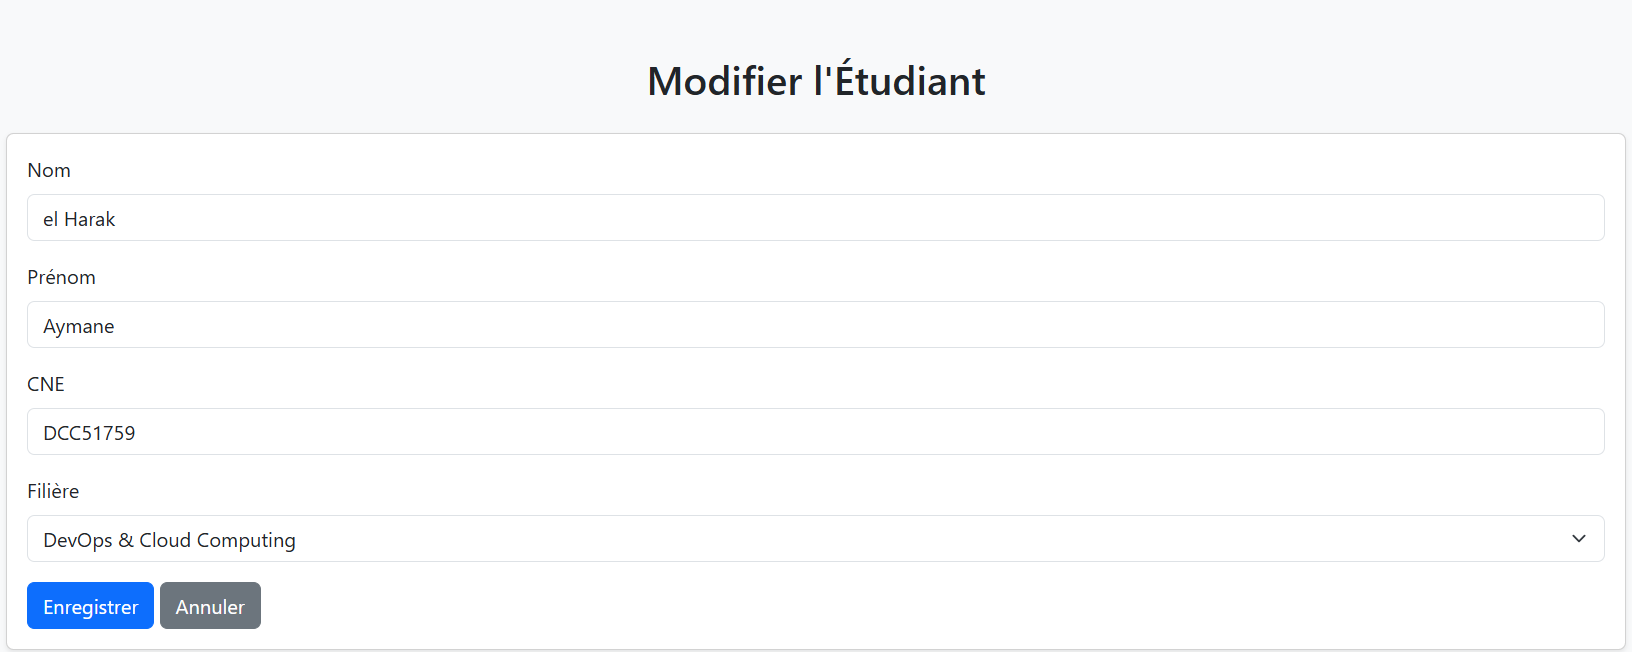 Modifier l'Étudiant
Nom
el Harak
Prénom
Aymane
CNE
DCC51759
Filière
DevOps & Cloud Computing
Enregistrer Annuler